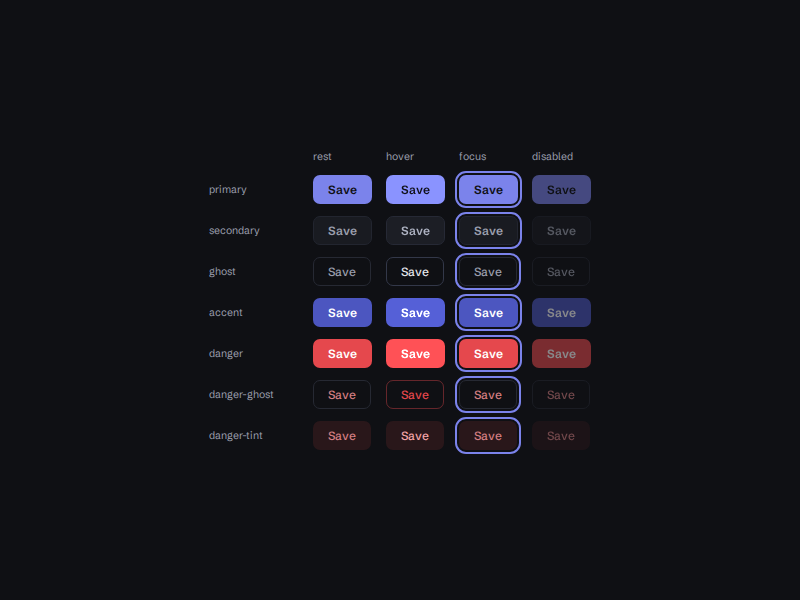 rest hover focus disabled
primary Save Save Save Save
secondary Save Save Save Save
ghost Save Save Save Save
accent Save Save Save Save
danger Save Save Save Save
danger-ghost Save Save Save Save
danger-tint Save Save Save Save